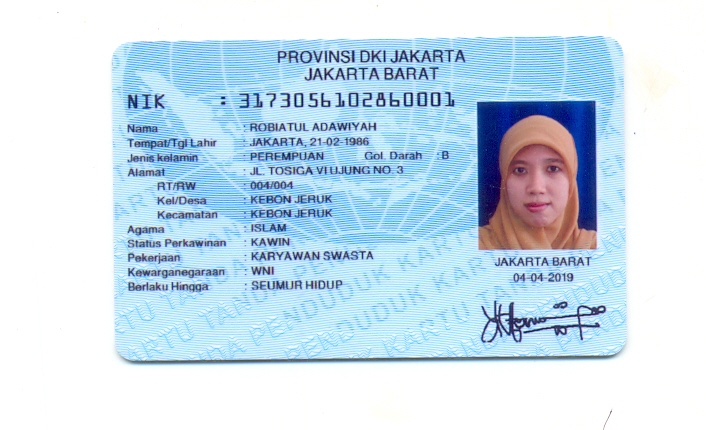 PROVINSI DKI JAKARTA
JAKARTA BARAT
NIK : 3173056102860001
Nama : ROBIATUL ADAWIYAH
Tempat/Tgl Lahir : JAKARTA, 21-02-1986
Jenis kelamin : PEREMPUAN Gol. Darah : B
Alamat : JL. TOSIGA VI UJUNG NO. 3
RT/RW : 004/004
Kel/Desa : KEBON JERUK
Kecamatan : KEBON JERUK
Agama : ISLAM
Status Perkawinan : KAWIN
Pekerjaan : KARYAWAN SWASTA
Kewarganegaraan : WNI
Berlaku Hingga : SEUMUR HIDUP
JAKARTA BARAT
04-04-2019